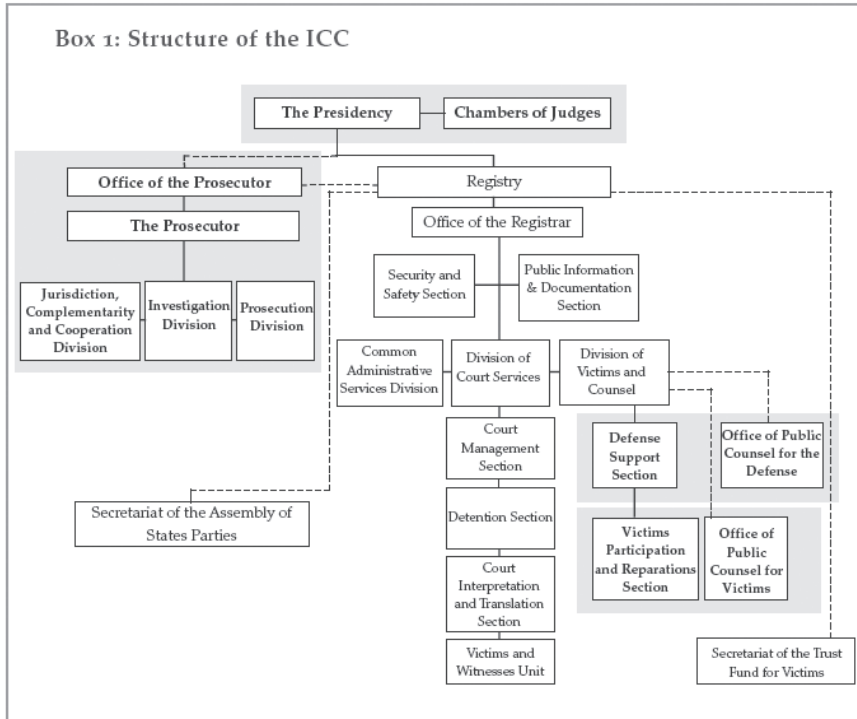 Box 1: Structure of the ICC
The Presidency
Chambers of Judges
Office of the Prosecutor
Registry
The Prosecutor
Office of the Registrar
Security and
Safety Section
Public Information
& Documentation
Section
Jurisdiction,
Complementarity
and Cooperation
Division
Investigation
Division
Prosecution
Division
Common
Administrative
Services Division
Division of
Court Services
Division of
Victims and
Counsel
Court
Management
Section
Defense
Support
Section
Office of Public
Counsel for the
Defense
Secretariat of the Assembly of
States Parties
Detention Section
Victims
Participation
and Reparations
Section
Office of
Public
Counsel for
Victims
Court
Interpretation
and Translation
Section
Victims and
Witnesses Unit
Secretariat of the Trust
Fund for Victims